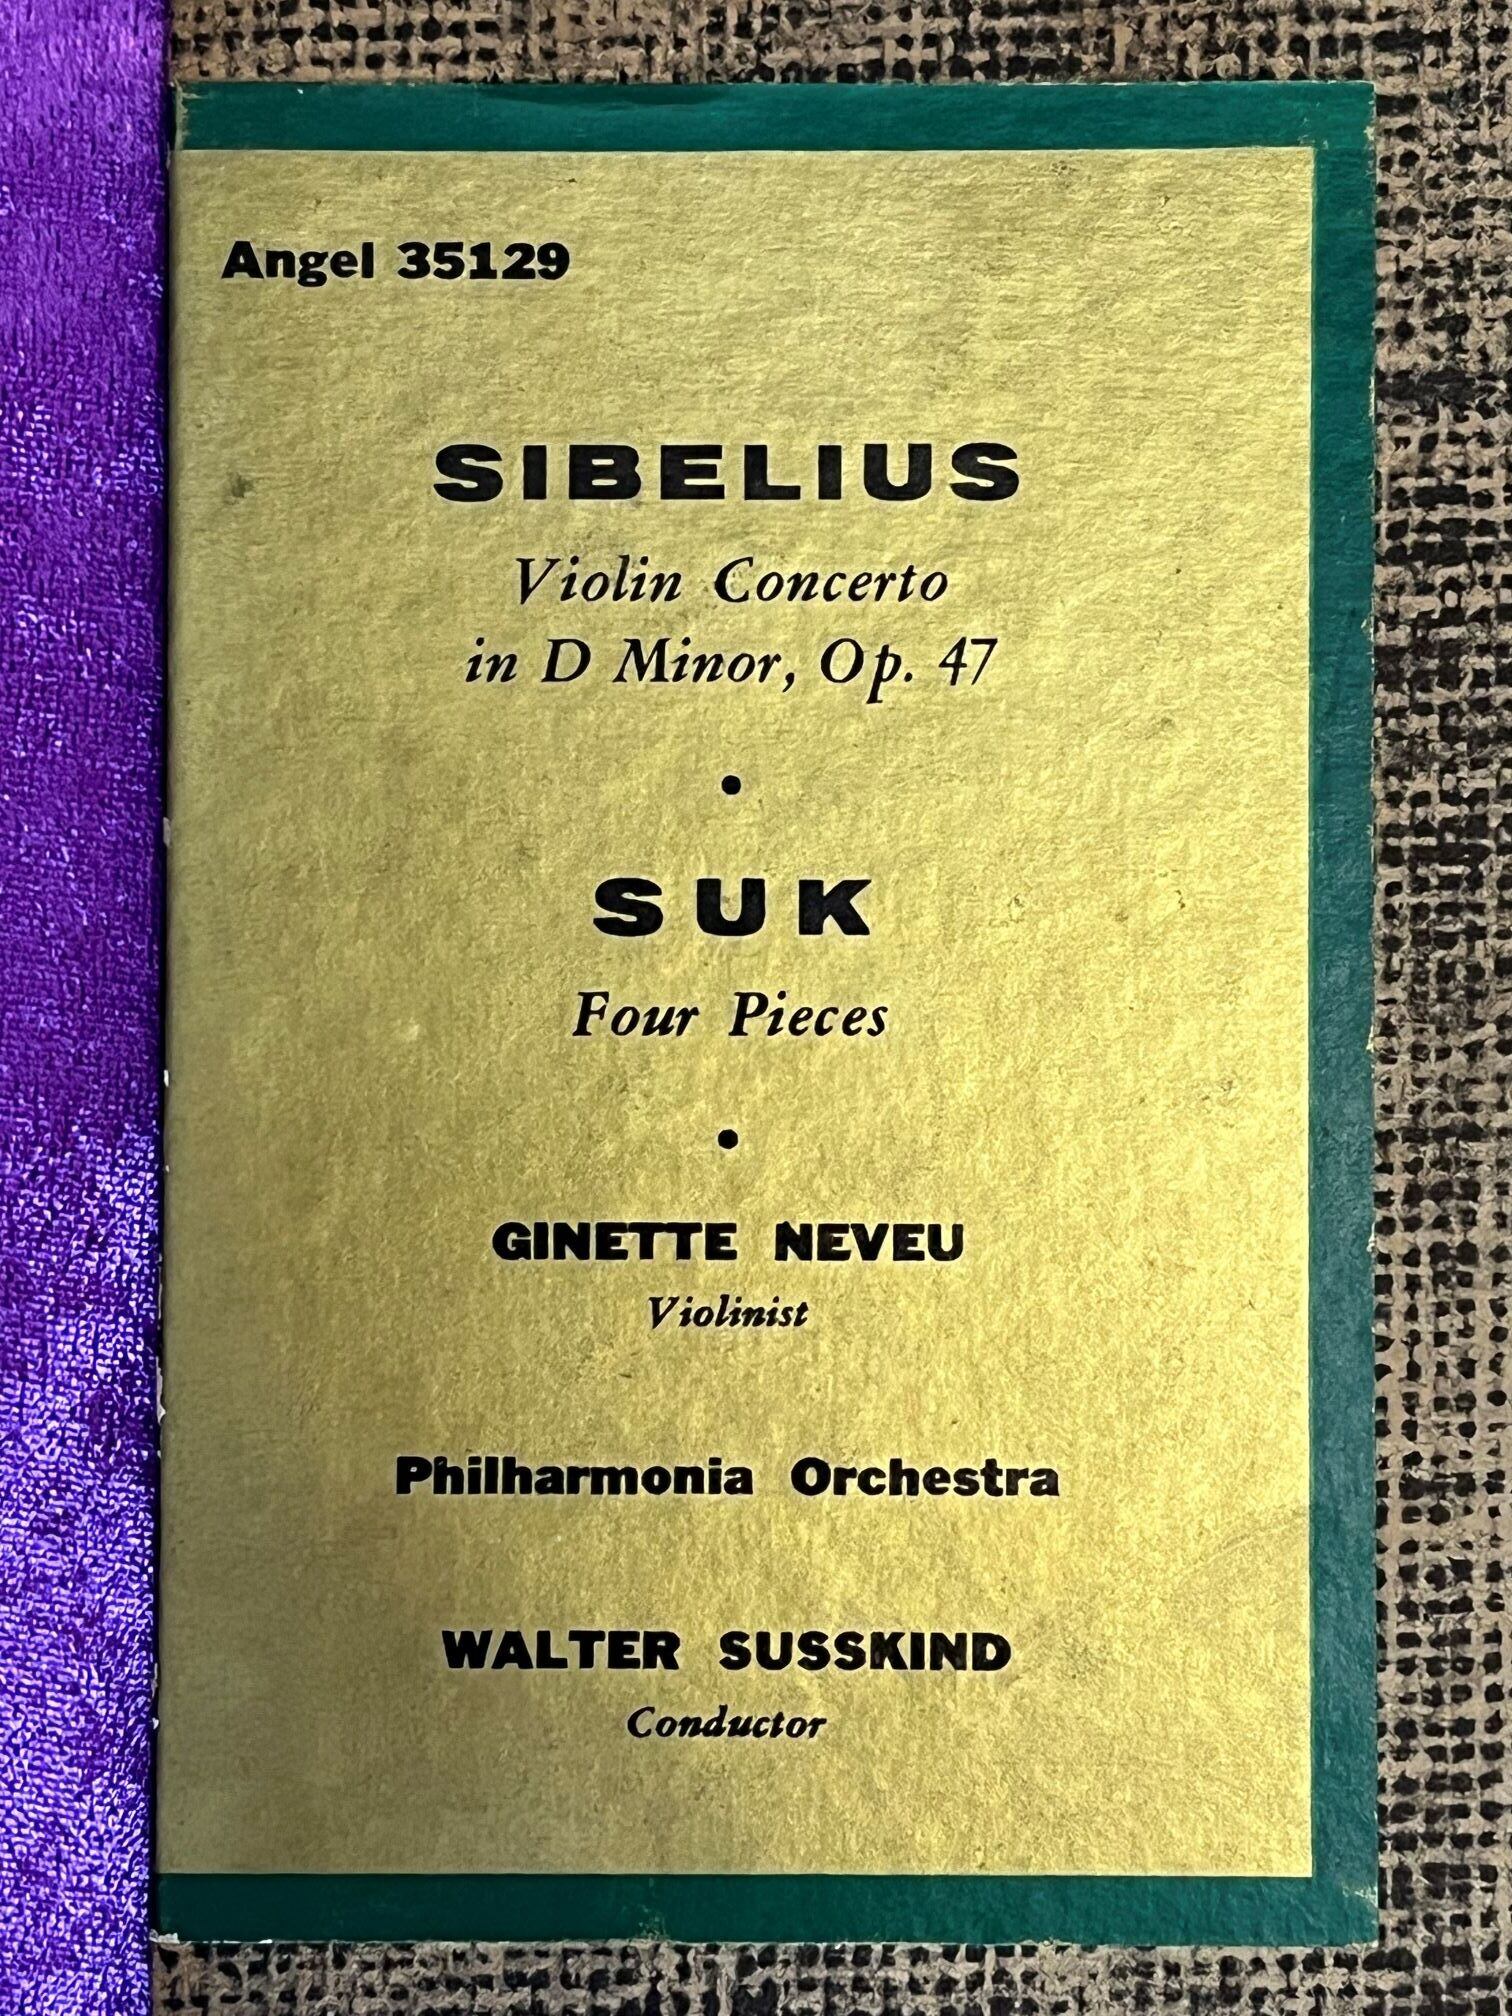 Angel 35129
SIBELIUS
Violin Concerto
in D Minor, Op. 47
•
SUK
Four Pieces
•
GINETTE NEVEU
Violinist
Philharmonia Orchestra
WALTER SUSSKIND
Conductor